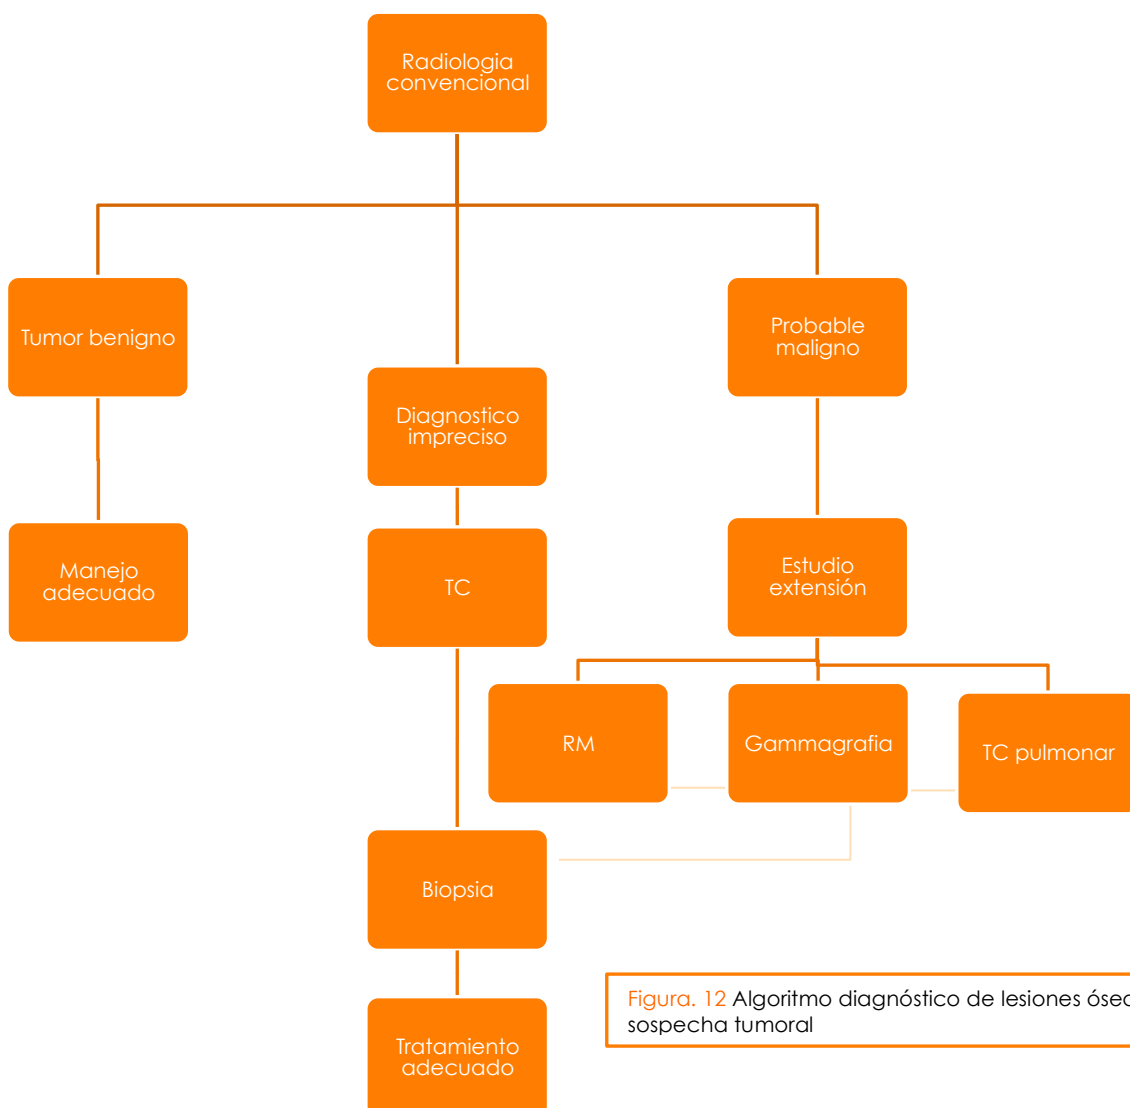 Radiologia
convencional
Tumor benigno
Probable
maligno
Diagnostico
impreciso
Manejo
adecuado
TC
Estudio
extensión
RM
Gammagrafia
TC pulmonar
Biopsia
Tratamiento
adecuado
Figura. 12 Algoritmo diagnóstico de lesiones
sospecha tumoral